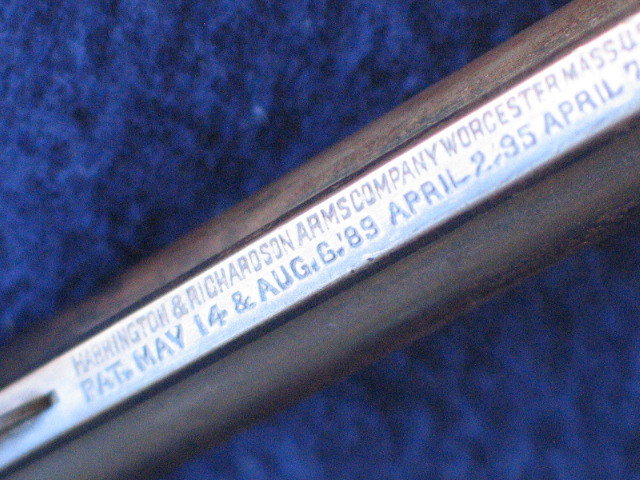 HARRINGTON & RICHARDSON ARMS COMPANY WORCESTER MASS U.S
PAT. MAY 14 & AUG. 6. '89 APRIL 2. '95 APRIL